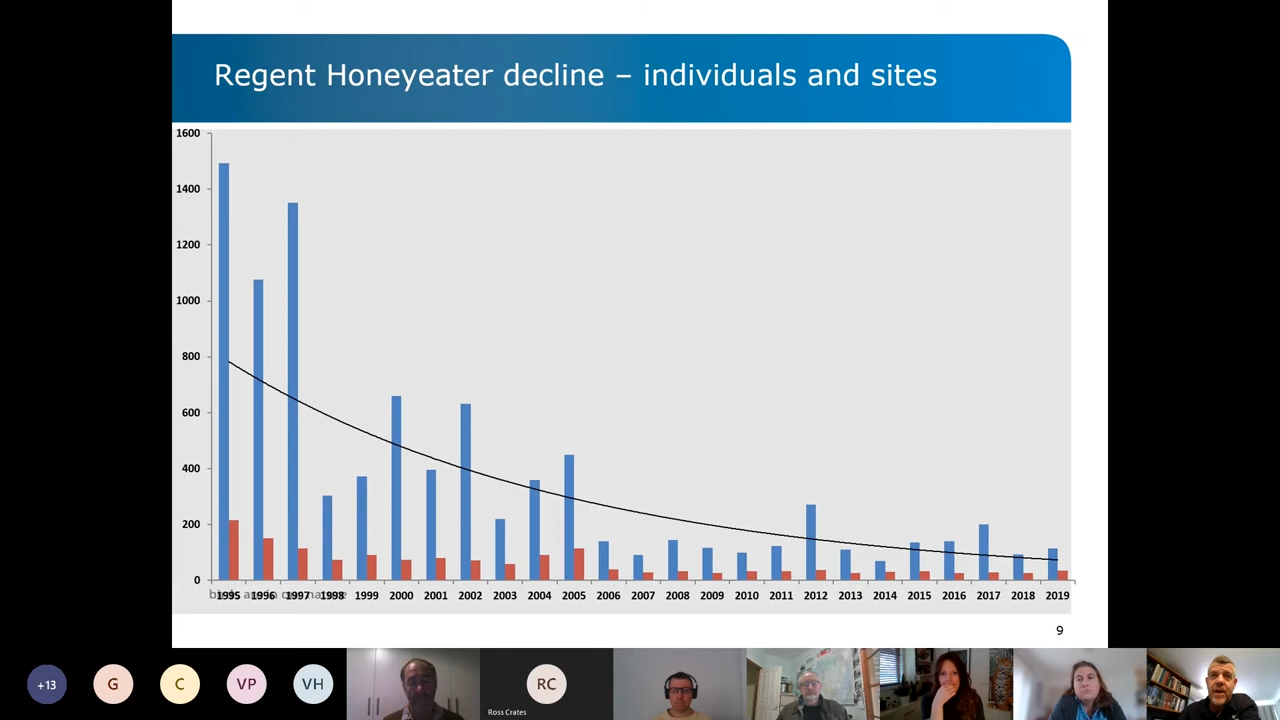 Regent Honeyeater decline – individuals and sites
1600
1400
1200
1000
800
600
400
200
0
1995 1996 1997 1998 1999 2000 2001 2002 2003 2004 2005 2006 2007 2008 2009 2010 2011 2012 2013 2014 2015 2016 2017 2018 2019
9
+13 G C VP VH RC
Ross Crates